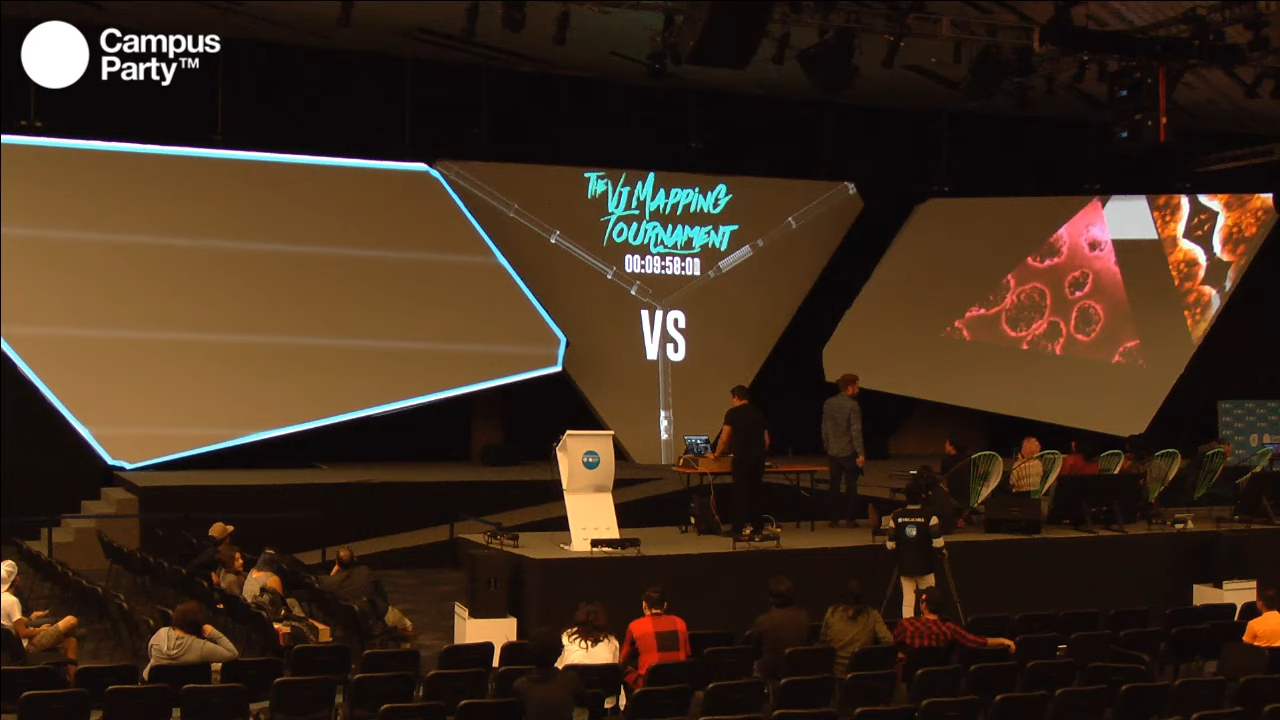 Campus
Party™
THE VJ MAPPING
TOURNAMENT
00:09:58:00
VS